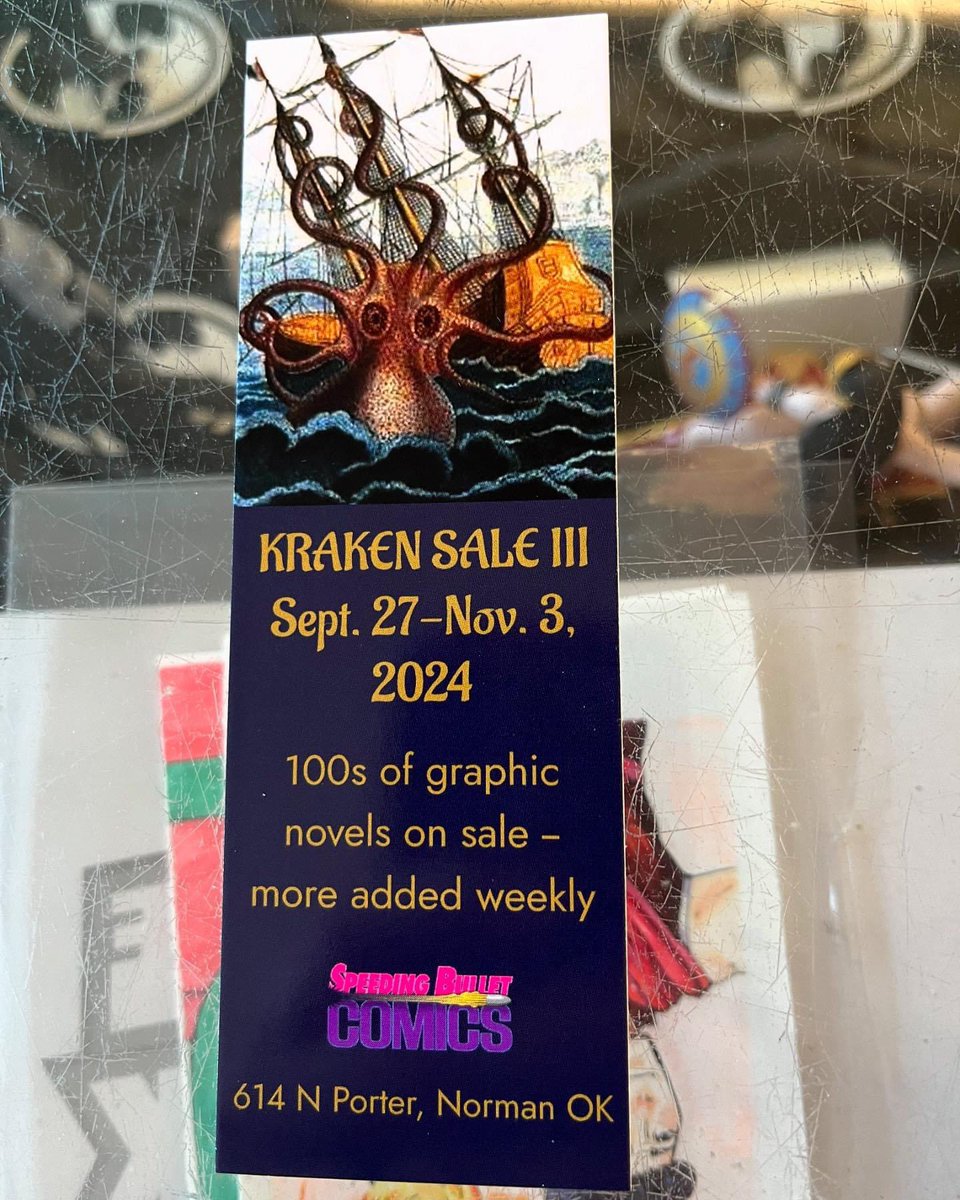 KRAKEN SALE III
Sept. 27–Nov. 3,
2024
100s of graphic
novels on sale –
more added weekly
SPEEDING BULLET
COMICS
614 N Porter, Norman OK